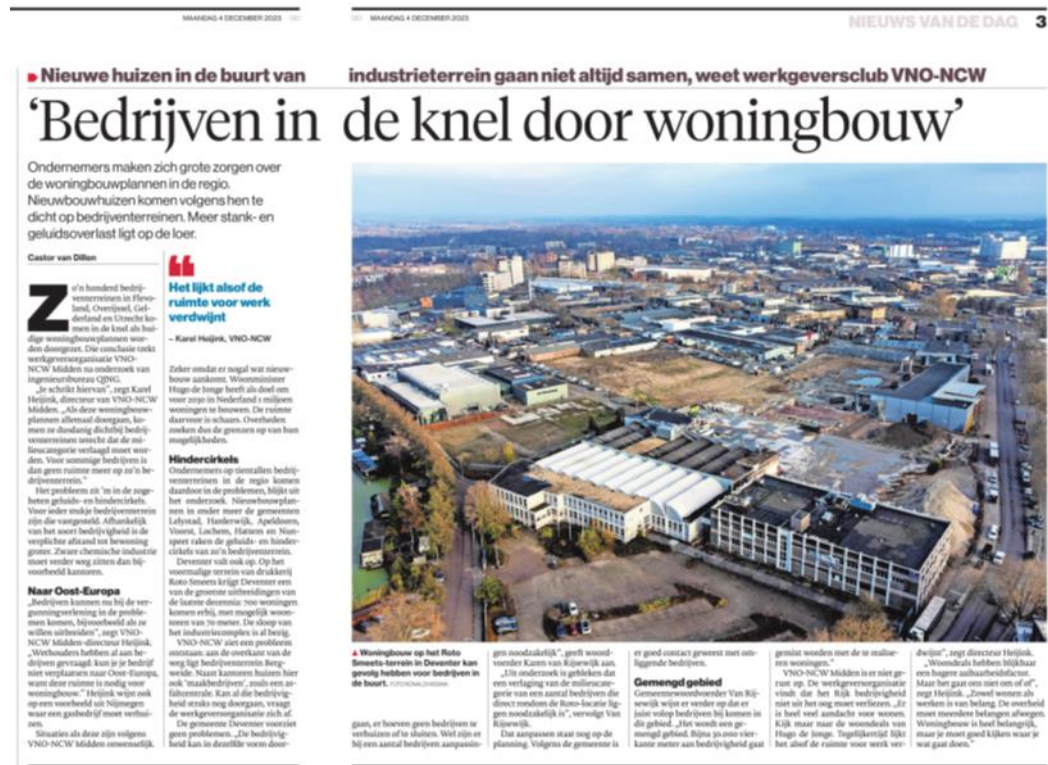 MAANDAG 4 DECEMBER 2023
MAANDAG 4 DECEMBER 2023
NIEUWS VAN DE DAG 3
Nieuwe huizen in de buurt van industrieterrein gaan niet altijd samen, weet werkgeversclub VNO-NCW
‘Bedrijven in de knel door woningbouw’
Ondernemers maken zich grote zorgen over
de woningbouwplannen in de regio.
Nieuwbouwhuizen komen volgens hen te
dicht op bedrijventerreinen. Meer stank- en
geluidsoverlast ligt op de loer.
Castor van Dillen
Zo’n honderd bedrij-
venterreinen in Flevo-
land, Overijssel, Gel-
derland en Utrecht ko-
men in de knel als hui-
dige woningbouwplannen wor-
den doorgezet. Die conclusie trekt
werkgeversorganisatie VNO-
NCW Midden na onderzoek van
ingenieursbureau QING.
„Je schrikt hiervan”, zegt Karel
Heijink, directeur van VNO-NCW
Midden. „Als deze woningbouw-
plannen allemaal doorgaan, ko-
men ze dusdanig dichtbij bedrij-
venterreinen terecht dat de mi-
lieucategorie verlaagd moet wor-
den. Voor sommige bedrijven is
dan geen ruimte meer op zo’n be-
drijventerrein.”
Het probleem zit ’m in de zoge-
heten geluids- en hindercirkels.
Voor ieder stukje bedrijventerrein
zijn die vastgesteld. Afhankelijk
van het soort bedrijvigheid is de
verplichte afstand tot bewoning
groter. Zware chemische industrie
moet verder weg zitten dan bij-
voorbeeld kantoren.
Naar Oost-Europa
„Bedrijven kunnen nu bij de ver-
gunningverlening in de proble-
men komen, bijvoorbeeld als ze
willen uitbreiden”, zegt VNO-
NCW Midden-directeur Heijink.
„Wethouders hebben al aan be-
drijven gevraagd: kun je je bedrijf
niet verplaatsen naar Oost-Europa,
want deze ruimte is nodig voor
woningbouw.” Heijink wijst ook
op een voorbeeld uit Nijmegen
waar een gasbedrijf moet verhui-
zen.
Situaties als deze zijn volgens
VNO-NCW Midden onwenselijk.
Het lijkt alsof de
ruimte voor werk
verdwijnt
– Karel Heijink, VNO-NCW
Zeker omdat er nogal wat nieuw-
bouw aankomt. Woonminister
Hugo de Jonge heeft als doel om
voor 2030 in Nederland 1 miljoen
woningen te bouwen. De ruimte
daarvoor is schaars. Overheden
zoeken dus de grenzen op van hun
mogelijkheden.
Hindercirkels
Ondernemers op tientallen bedrij-
venterreinen in de regio komen
daardoor in de problemen, blijkt uit
het onderzoek. Nieuwbouwplan-
nen in onder meer de gemeenten
Lelystad, Harderwijk, Apeldoorn,
Voorst, Lochem, Hattem en Nun-
speet raken de geluids- en hinder-
cirkels van zo’n bedrijventerrein.
Deventer valt ook op. Op het
voormalige terrein van drukkerij
Roto Smeets krijgt Deventer een
van de grootste uitbreidingen van
de laatste decennia: 700 woningen
komen erbij, met mogelijk woon-
toren van 70 meter. De sloop van
het industriecomplex is al bezig.
VNO-NCW ziet een probleem
ontstaan: aan de overkant van de
weg ligt bedrijventerrein Berg-
weide. Naast kantoren huizen hier
ook ‘maakbedrijven’, zoals een as-
faltcentrale. Kan al die bedrijvig-
heid straks nog doorgaan, vraagt
de werkgeversorganisatie zich af.
De gemeente Deventer voorziet
geen problemen. „De bedrijvig-
heid kan in dezelfde vorm door-
Woningbouw op het Roto
Smeets-terrein in Deventer kan
gevolg hebben voor bedrijven in
de buurt. FOTO RONALD HISSINK
gaan, er hoeven geen bedrijven te
verhuizen of te sluiten. Wel zijn er
bij een aantal bedrijven aanpassin-
gen noodzakelijk”, geeft woord-
voerder Karen van Rijsewijk aan.
„Uit onderzoek is gebleken dat
een verlaging van de milieucate-
gorie van een aantal bedrijven die
direct rondom de Roto-locatie lig-
gen noodzakelijk is”, vervolgt Van
Rijsewijk.
Dat aanpassen staat nog op de
planning. Volgens de gemeente is
er goed contact geweest met om-
liggende bedrijven.
Gemengd gebied
Gemeentewoordvoerder Van Rij-
sewijk wijst er verder op dat er
juist volop bedrijven bij komen in
dit gebied. „Het wordt een ge-
mengd gebied. Bijna 30.000 vier-
kante meter aan bedrijvigheid gaat
gemist worden met de te realise-
ren woningen.”
VNO-NCW Midden is er niet ge-
rust op. De werkgeversorganisatie
vindt dat het Rijk bedrijvigheid
niet uit het oog moet verliezen. „Er
is heel veel aandacht voor wonen.
Kijk maar naar de woondeals van
Hugo de Jonge. Tegelijkertijd lijkt
het alsof de ruimte voor werk ver-
dwijnt”, zegt directeur Heijink.
„Woondeals hebben blijkbaar
een hogere aaibaarheidsfactor.
Maar het gaat ons niet om of of”,
zegt Heijink. „Zowel wonen als
werken is van belang. De overheid
moet meerdere belangen afwegen.
Woningbouw is heel belangrijk,
maar je moet goed kijken waar je
wat gaat doen.”